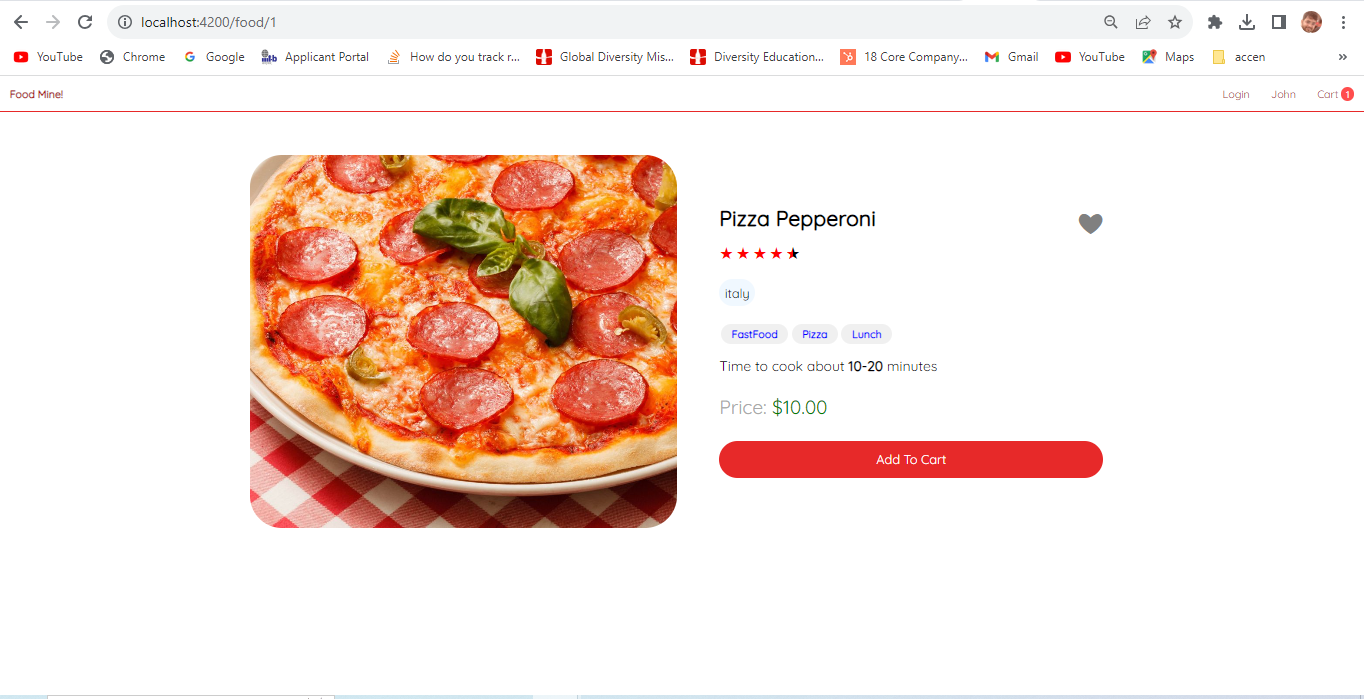 localhost:4200/food/1
YouTube Chrome Google Applicant Portal How do you track r... Global Diversity Mis... Diversity Education... 18 Core Company... Gmail YouTube Maps accen »
Food Mine! Login John Cart 1
Pizza Pepperoni
italy
FastFood Pizza Lunch
Time to cook about 10-20 minutes
Price: $10.00
Add To Cart